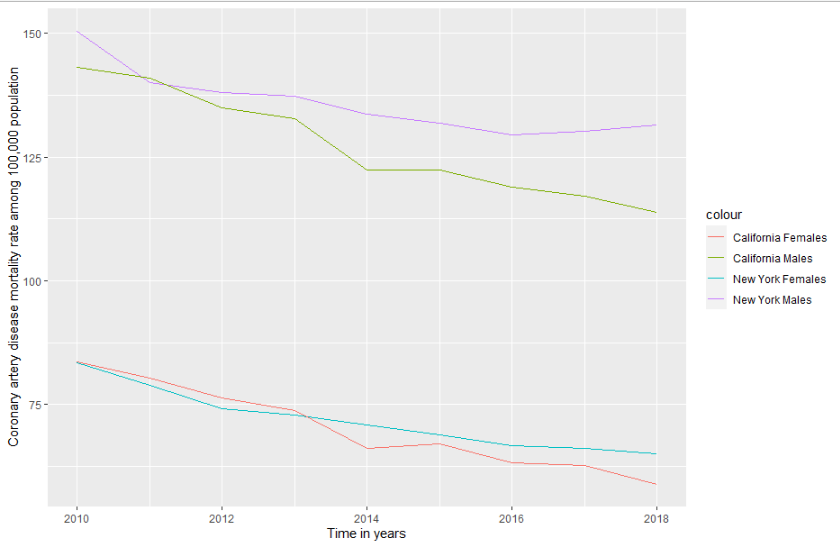 Coronary artery disease mortality rate among 100,000 population
150
125
100
75
2010
2012
2014
2016
2018
Time in years
colour
California Females
California Males
New York Females
New York Males